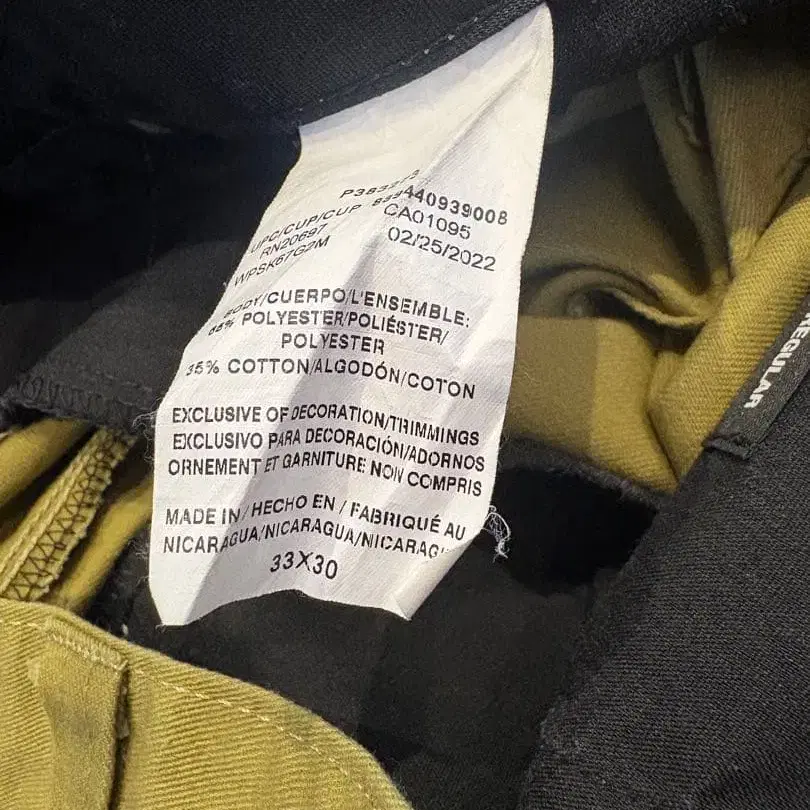 440939008
UPC/CUP/CUP
CA01095
RN20697
02/25/2022
WPSK67G2M
BODY/CUERPO/L'ENSEMBLE:
65% POLYESTER/POLIÉSTER/
POLYESTER
35% COTTON/ALGODÓN/COTON
EXCLUSIVE OF DECORATION/TRIMMINGS
EXCLUSIVO PARA DECORACIÓN/ADORNOS
ORNEMENT ET GARNITURE NON COMPRIS
MADE IN / HECHO EN / FABRIQUÉ AU
NICARAGUA/NICARAGUA/NICARAG
33X30
REGULAR